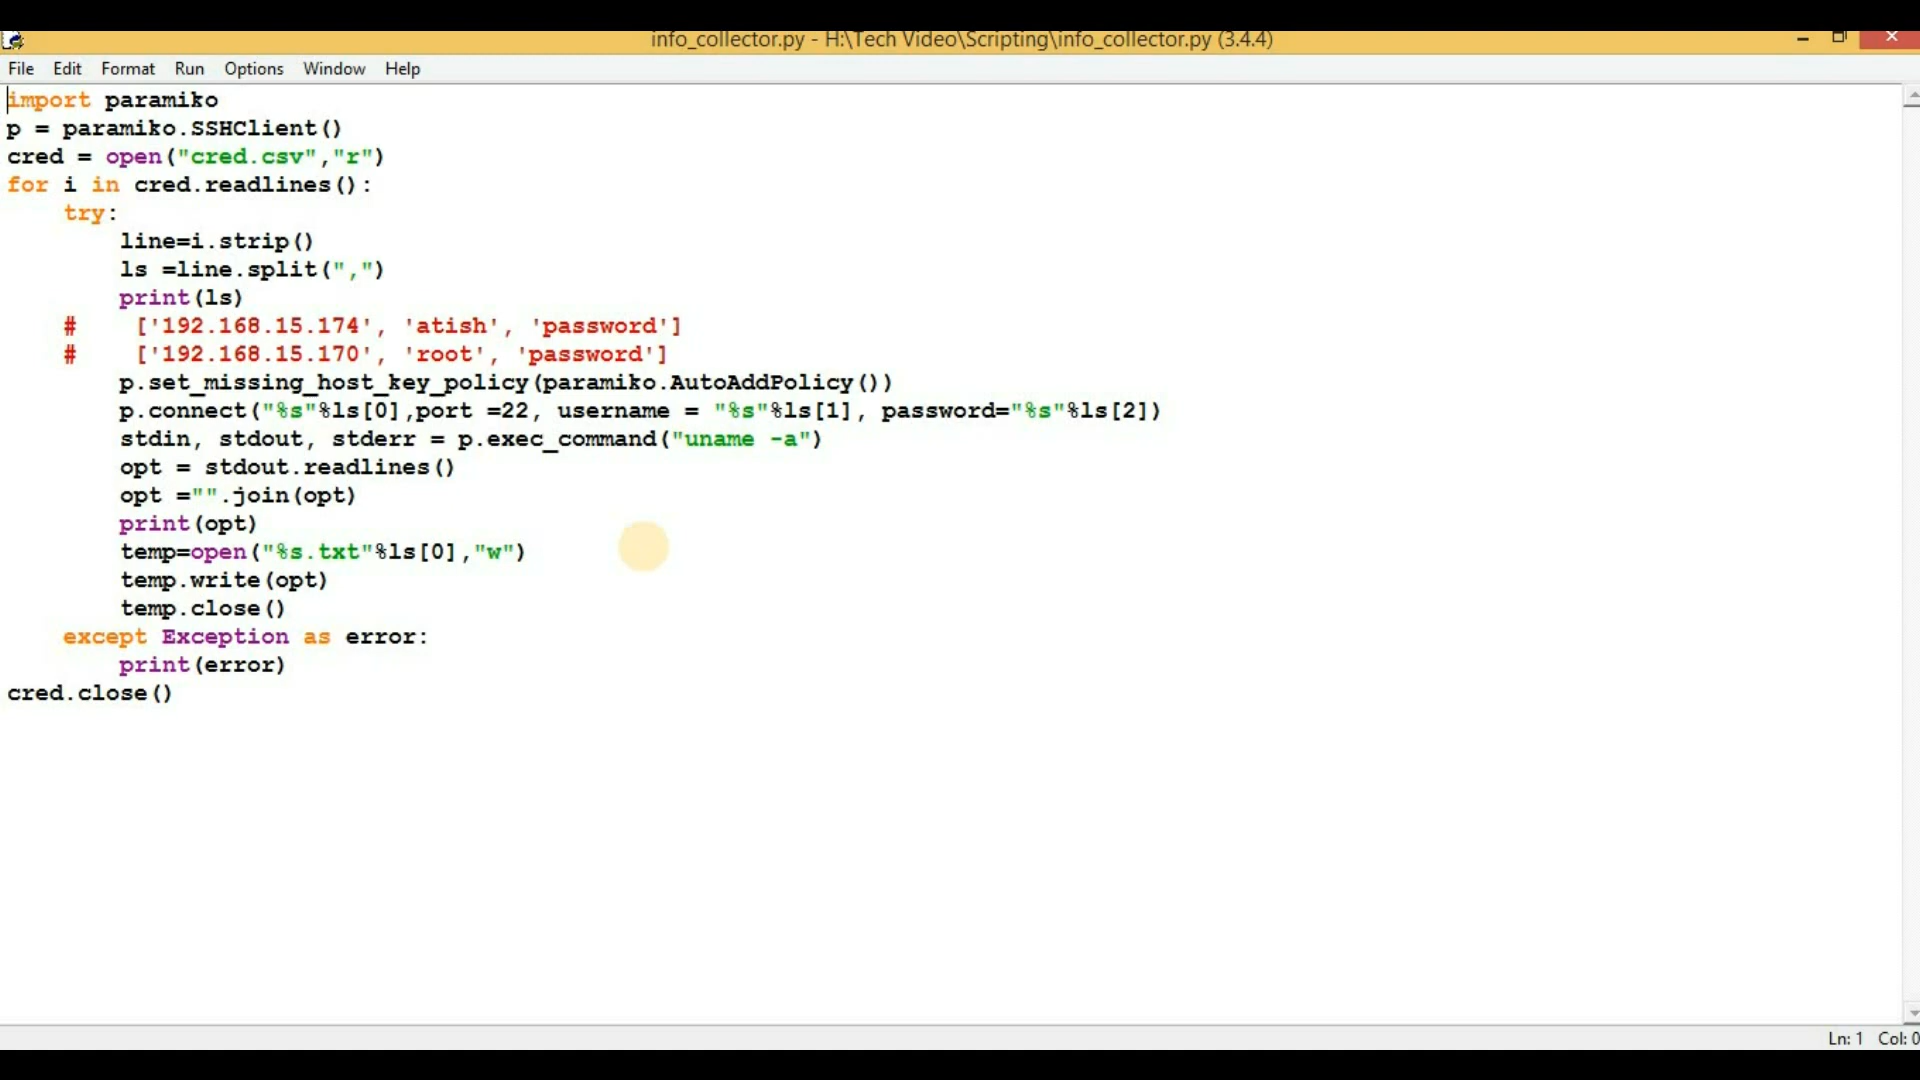 info_collector.py - H:\Tech Video\Scripting\info_collector.py (3.4.4)
File Edit Format Run Options Window Help
import paramiko
p = paramiko.SSHClient()
cred = open("cred.csv","r")
for i in cred.readlines():
    try:
        line=i.strip()
        ls =line.split(",")
        print(ls)
    #    ['192.168.15.174', 'atish', 'password']
    #    ['192.168.15.170', 'root', 'password']
        p.set_missing_host_key_policy(paramiko.AutoAddPolicy())
        p.connect("%s"%ls[0],port =22, username = "%s"%ls[1], password="%s"%ls[2])
        stdin, stdout, stderr = p.exec_command("uname -a")
        opt = stdout.readlines()
        opt ="".join(opt)
        print(opt)
        temp=open("%s.txt"%ls[0],"w")
        temp.write(opt)
        temp.close()
    except Exception as error:
        print(error)
cred.close()
Ln: 1 Col: 0